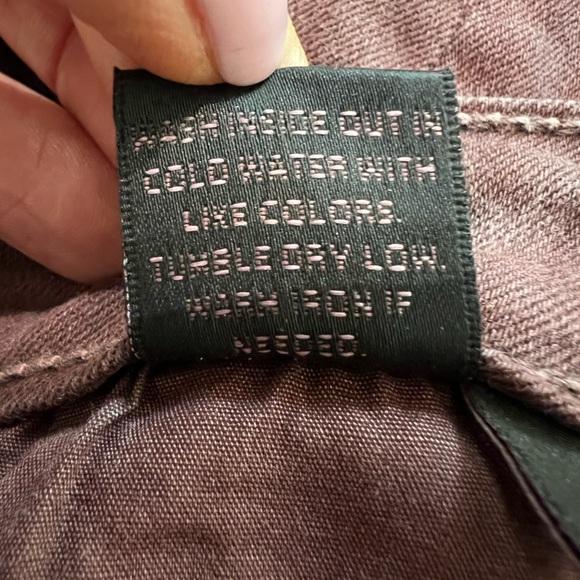 WASH INSIDE OUT IN
COLD WATER WITH
LIKE COLORS.
TUMBLE DRY LOW.
WARM IRON IF
NEEDED.